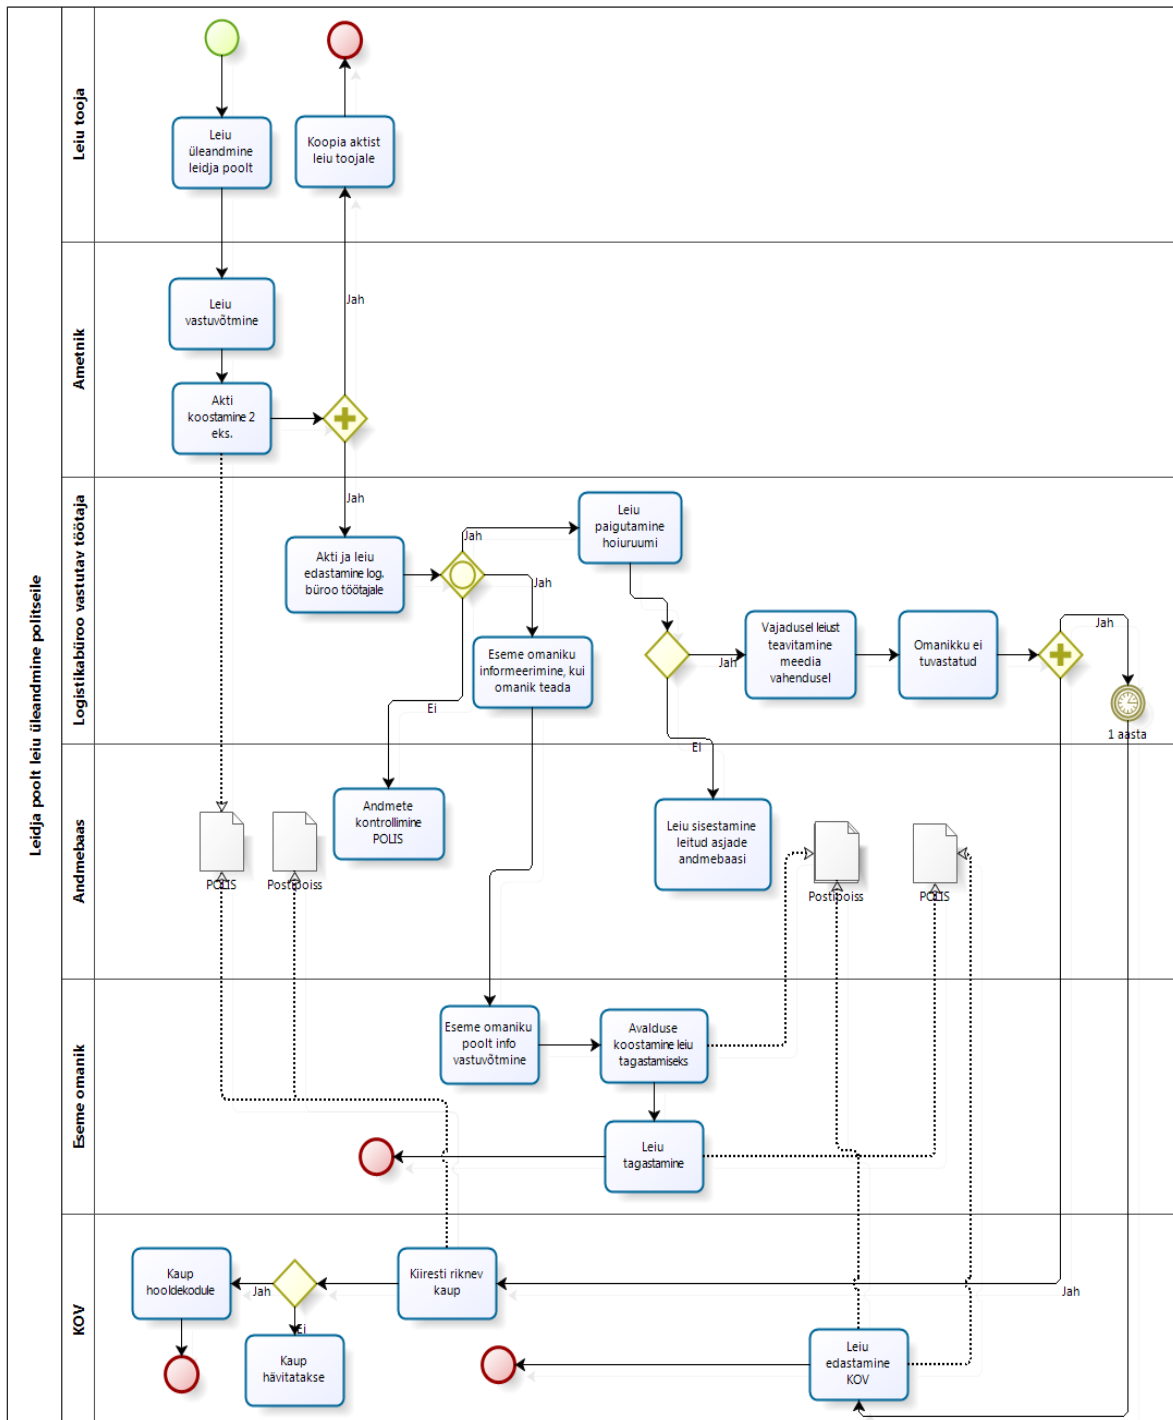 Leidja poolt leiu üleandmine politseile
Leiu tooja
Leiu
üleandmine
leidja poolt
Koopia aktist
leiu toojale
Ametnik
Leiu
vastuvõtmine
Jah
Akti
koostamine 2
eks.
Jah
Logistikabüroo vastutav töötaja
Akti ja leiu
edastamine log.
büroo töötajale
Jah
Leiu
paigutamine
hoiuruumi
Jah
Eseme omaniku
informeerimine, kui
omanik teada
Ei
Jah
Vajadusel leiust
teavitamine
meedia
vahendusel
Omanikku ei
tuvastatud
Jah
1 aasta
Ei
Andmebaas
POLIS
Postipoiss
Andmete
kontrollimine
POLIS
Leiu sisestamine
leitud asjade
andmebaasi
Postipoiss
POLIS
Eseme omanik
Eseme omaniku
poolt info
vastuvõtmine
Avalduse
koostamine leiu
tagastamiseks
Leiu
tagastamine
KOV
Kaup
hooldekodule
Jah
Ei
Kaup
hävitatakse
Kiiresti riknev
kaup
Jah
Leiu
edastamine
KOV